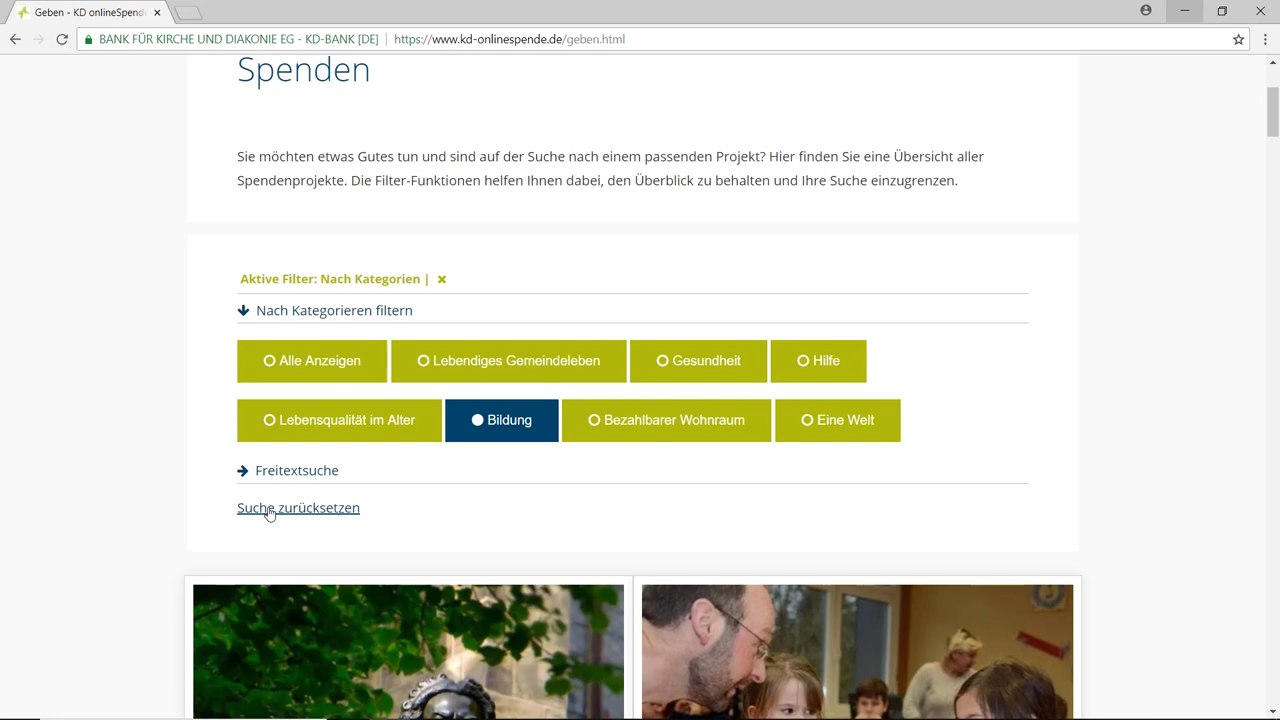 Geben - KD onlineSpend
BANK FÜR KIRCHE UND DIAKONIE EG - KD-BANK [DE] https://www.kd-onlinespende.de/geben.html
Spenden
Sie möchten etwas Gutes tun und sind auf der Suche nach einem passenden Projekt? Hier finden Sie eine Übersicht aller
Spendenprojekte. Die Filter-Funktionen helfen Ihnen dabei, den Überblick zu behalten und Ihre Suche einzugrenzen.
Aktive Filter: Nach Kategorien | ×
Nach Kategorieren filtern
Alle Anzeigen Lebendiges Gemeindeleben Gesundheit Hilfe
Lebensqualität im Alter Bildung Bezahlbarer Wohnraum Eine Welt
Freitextsuche
Suche zurücksetzen